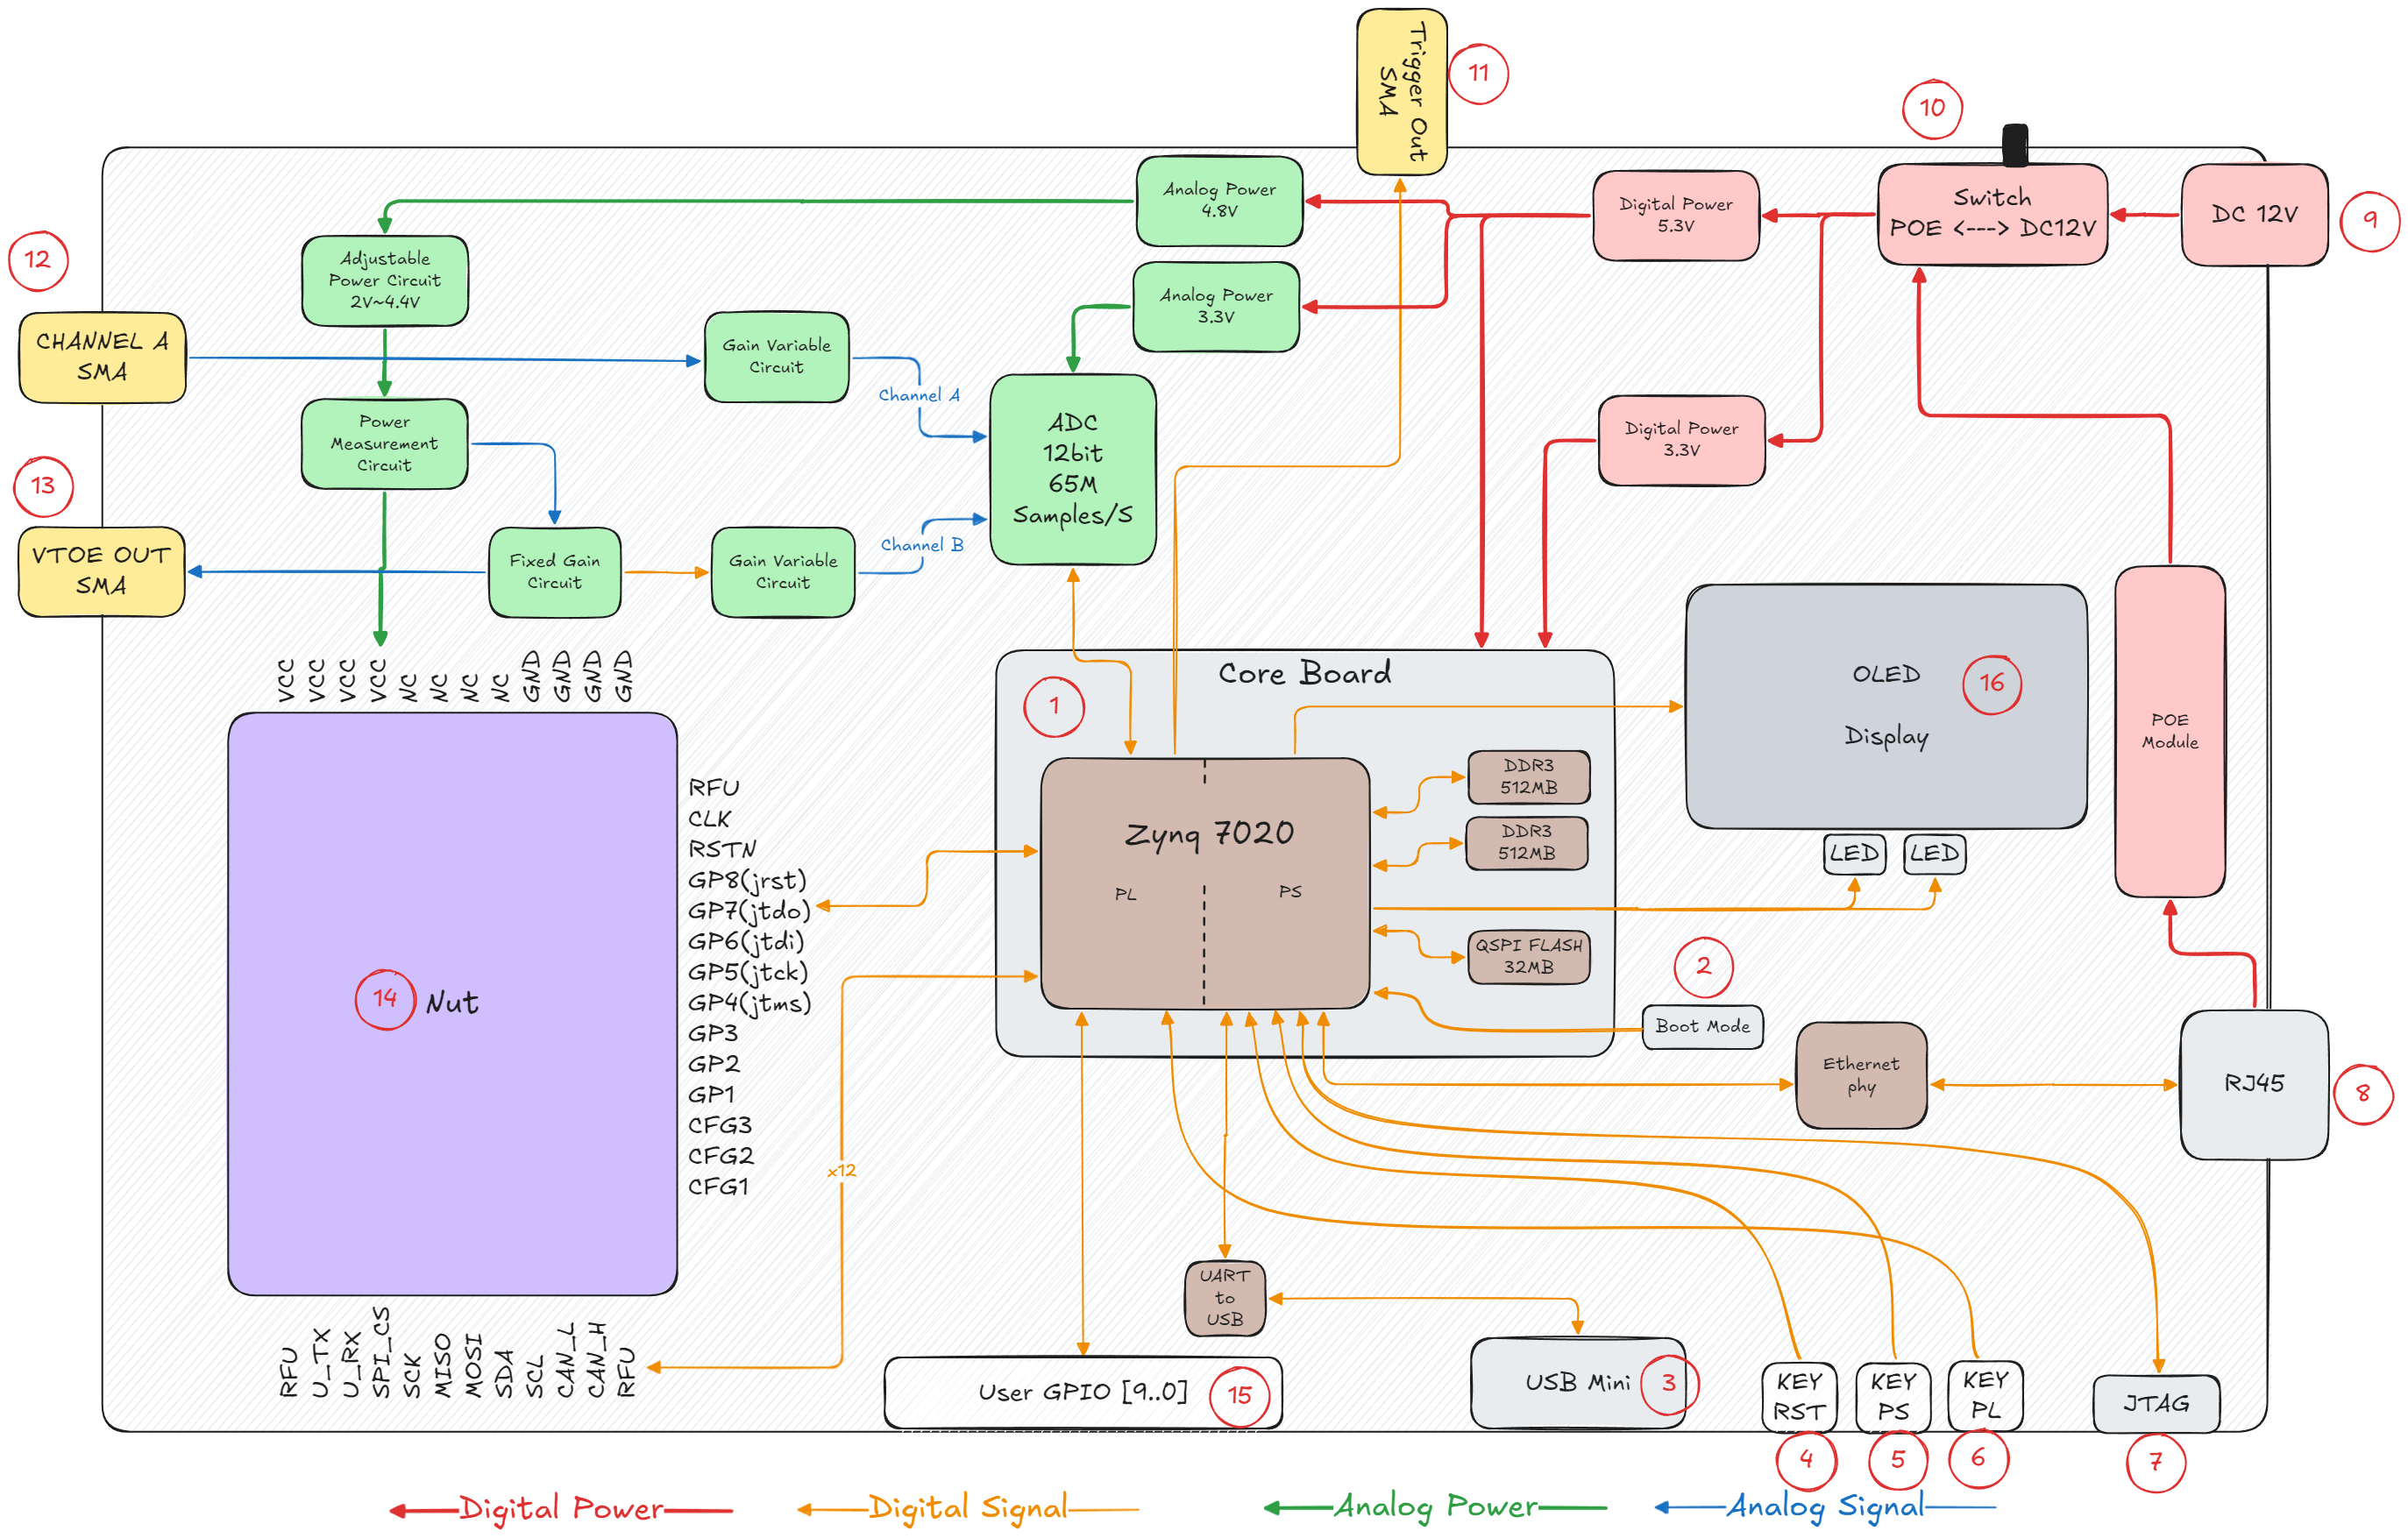 Trigger Out
SMA
11
10
Analog Power
4.8V
Digital Power
5.3V
Switch
POE <---> DC12V
DC 12V
9
12
Adjustable
Power Circuit
2V~4.4V
Analog Power
3.3V
CHANNEL A
SMA
Gain Variable
Circuit
Channel A
Power
Measurement
Circuit
ADC
12bit
65M
Samples/S
Digital Power
3.3V
13
VTOE OUT
SMA
Fixed Gain
Circuit
Gain Variable
Circuit
Channel B
VCC
VCC
VCC
VCC
NC
NC
NC
NC
GND
GND
GND
GND
Core Board
1
OLED
Display
16
POE
Module
14
Nut
RFU
CLK
RSTN
GP8(jrst)
GP7(jtdo)
GP6(jtdi)
GP5(jtck)
GP4(jtms)
GP3
GP2
GP1
CFG3
CFG2
CFG1
Zynq 7020
PL
PS
DDR3
512MB
DDR3
512MB
QSPI FLASH
32MB
LED
LED
2
Boot Mode
Ethernet
phy
RJ45
8
x12
RFU
U_TX
U_RX
SPI_CS
SCK
MISO
MOSI
SDA
SCL
CAN_L
CAN_H
RFU
UART
to
USB
User GPIO [9..0]
15
USB Mini
3
KEY
RST
KEY
PS
KEY
PL
JTAG
4
5
6
7
Digital Power
Digital Signal
Analog Power
Analog Signal